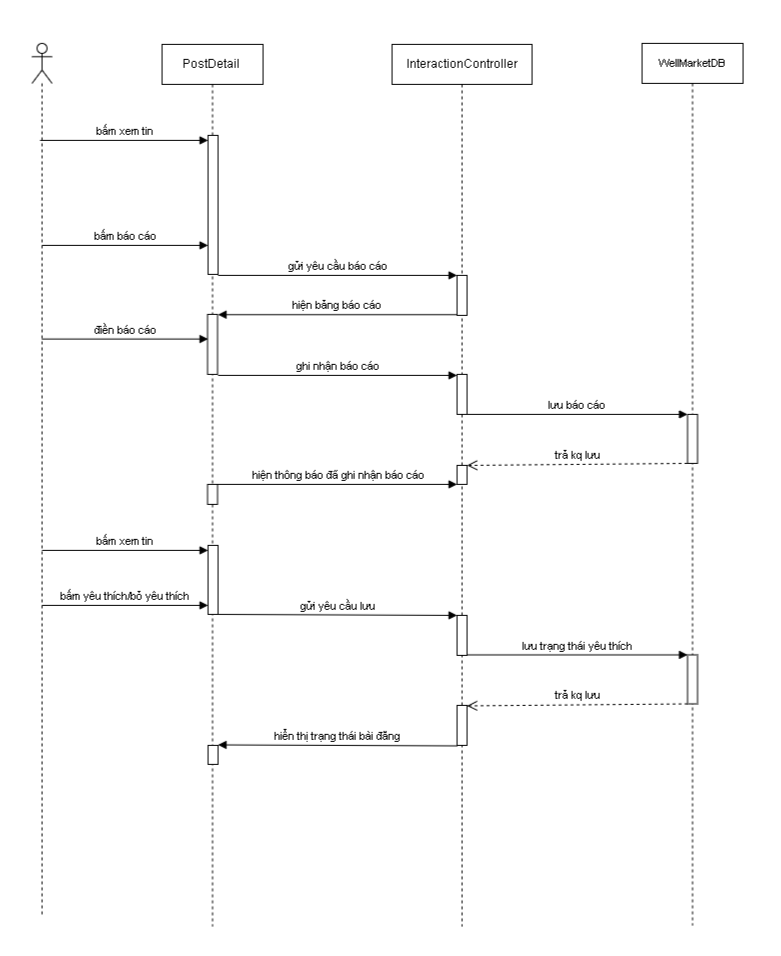 PostDetail
InteractionController
WellMarketDB
bấm xem tin
bấm báo cáo
gửi yêu cầu báo cáo
hiện bảng báo cáo
điền báo cáo
ghi nhận báo cáo
lưu báo cáo
trả kq lưu
hiện thông báo đã ghi nhận báo cáo
bấm xem tin
bấm yêu thích/bỏ yêu thích
gửi yêu cầu lưu
lưu trạng thái yêu thích
trả kq lưu
hiển thị trạng thái bài đăng